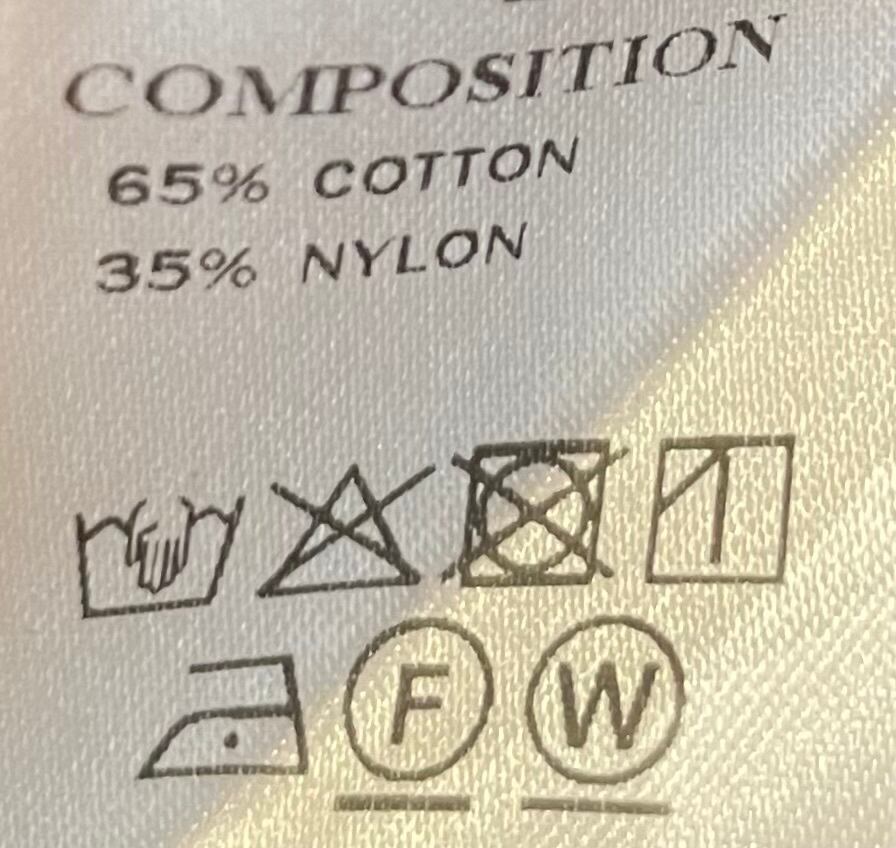 COMPOSITION
65% COTTON
35% NYLON
F W